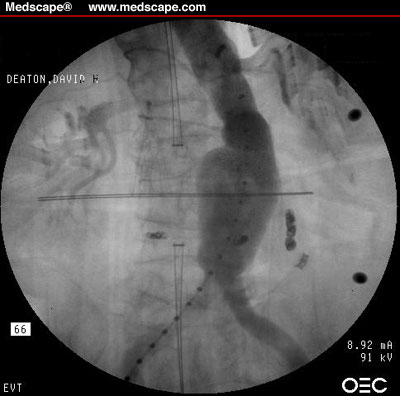 Medscape® www.medscape.com
DEATON,DAVID H
66
8.92 mA
91 kV
EVT
OEC